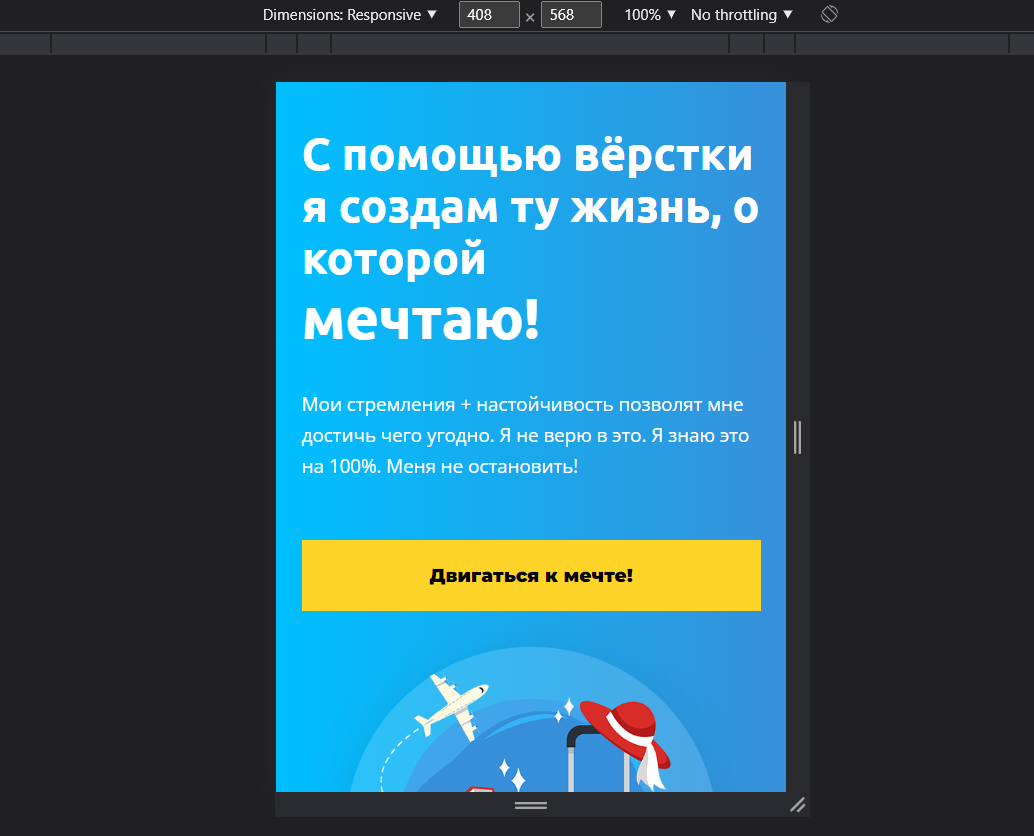 Dimensions: Responsive ▼ 408 × 568 100% ▼ No throttling ▼
С помощью вёрстки
я создам ту жизнь, о
которой
мечтаю!
Мои стремления + настойчивость позволят мне
достичь чего угодно. Я не верю в это. Я знаю это
на 100%. Меня не остановить!
Двигаться к мечте!